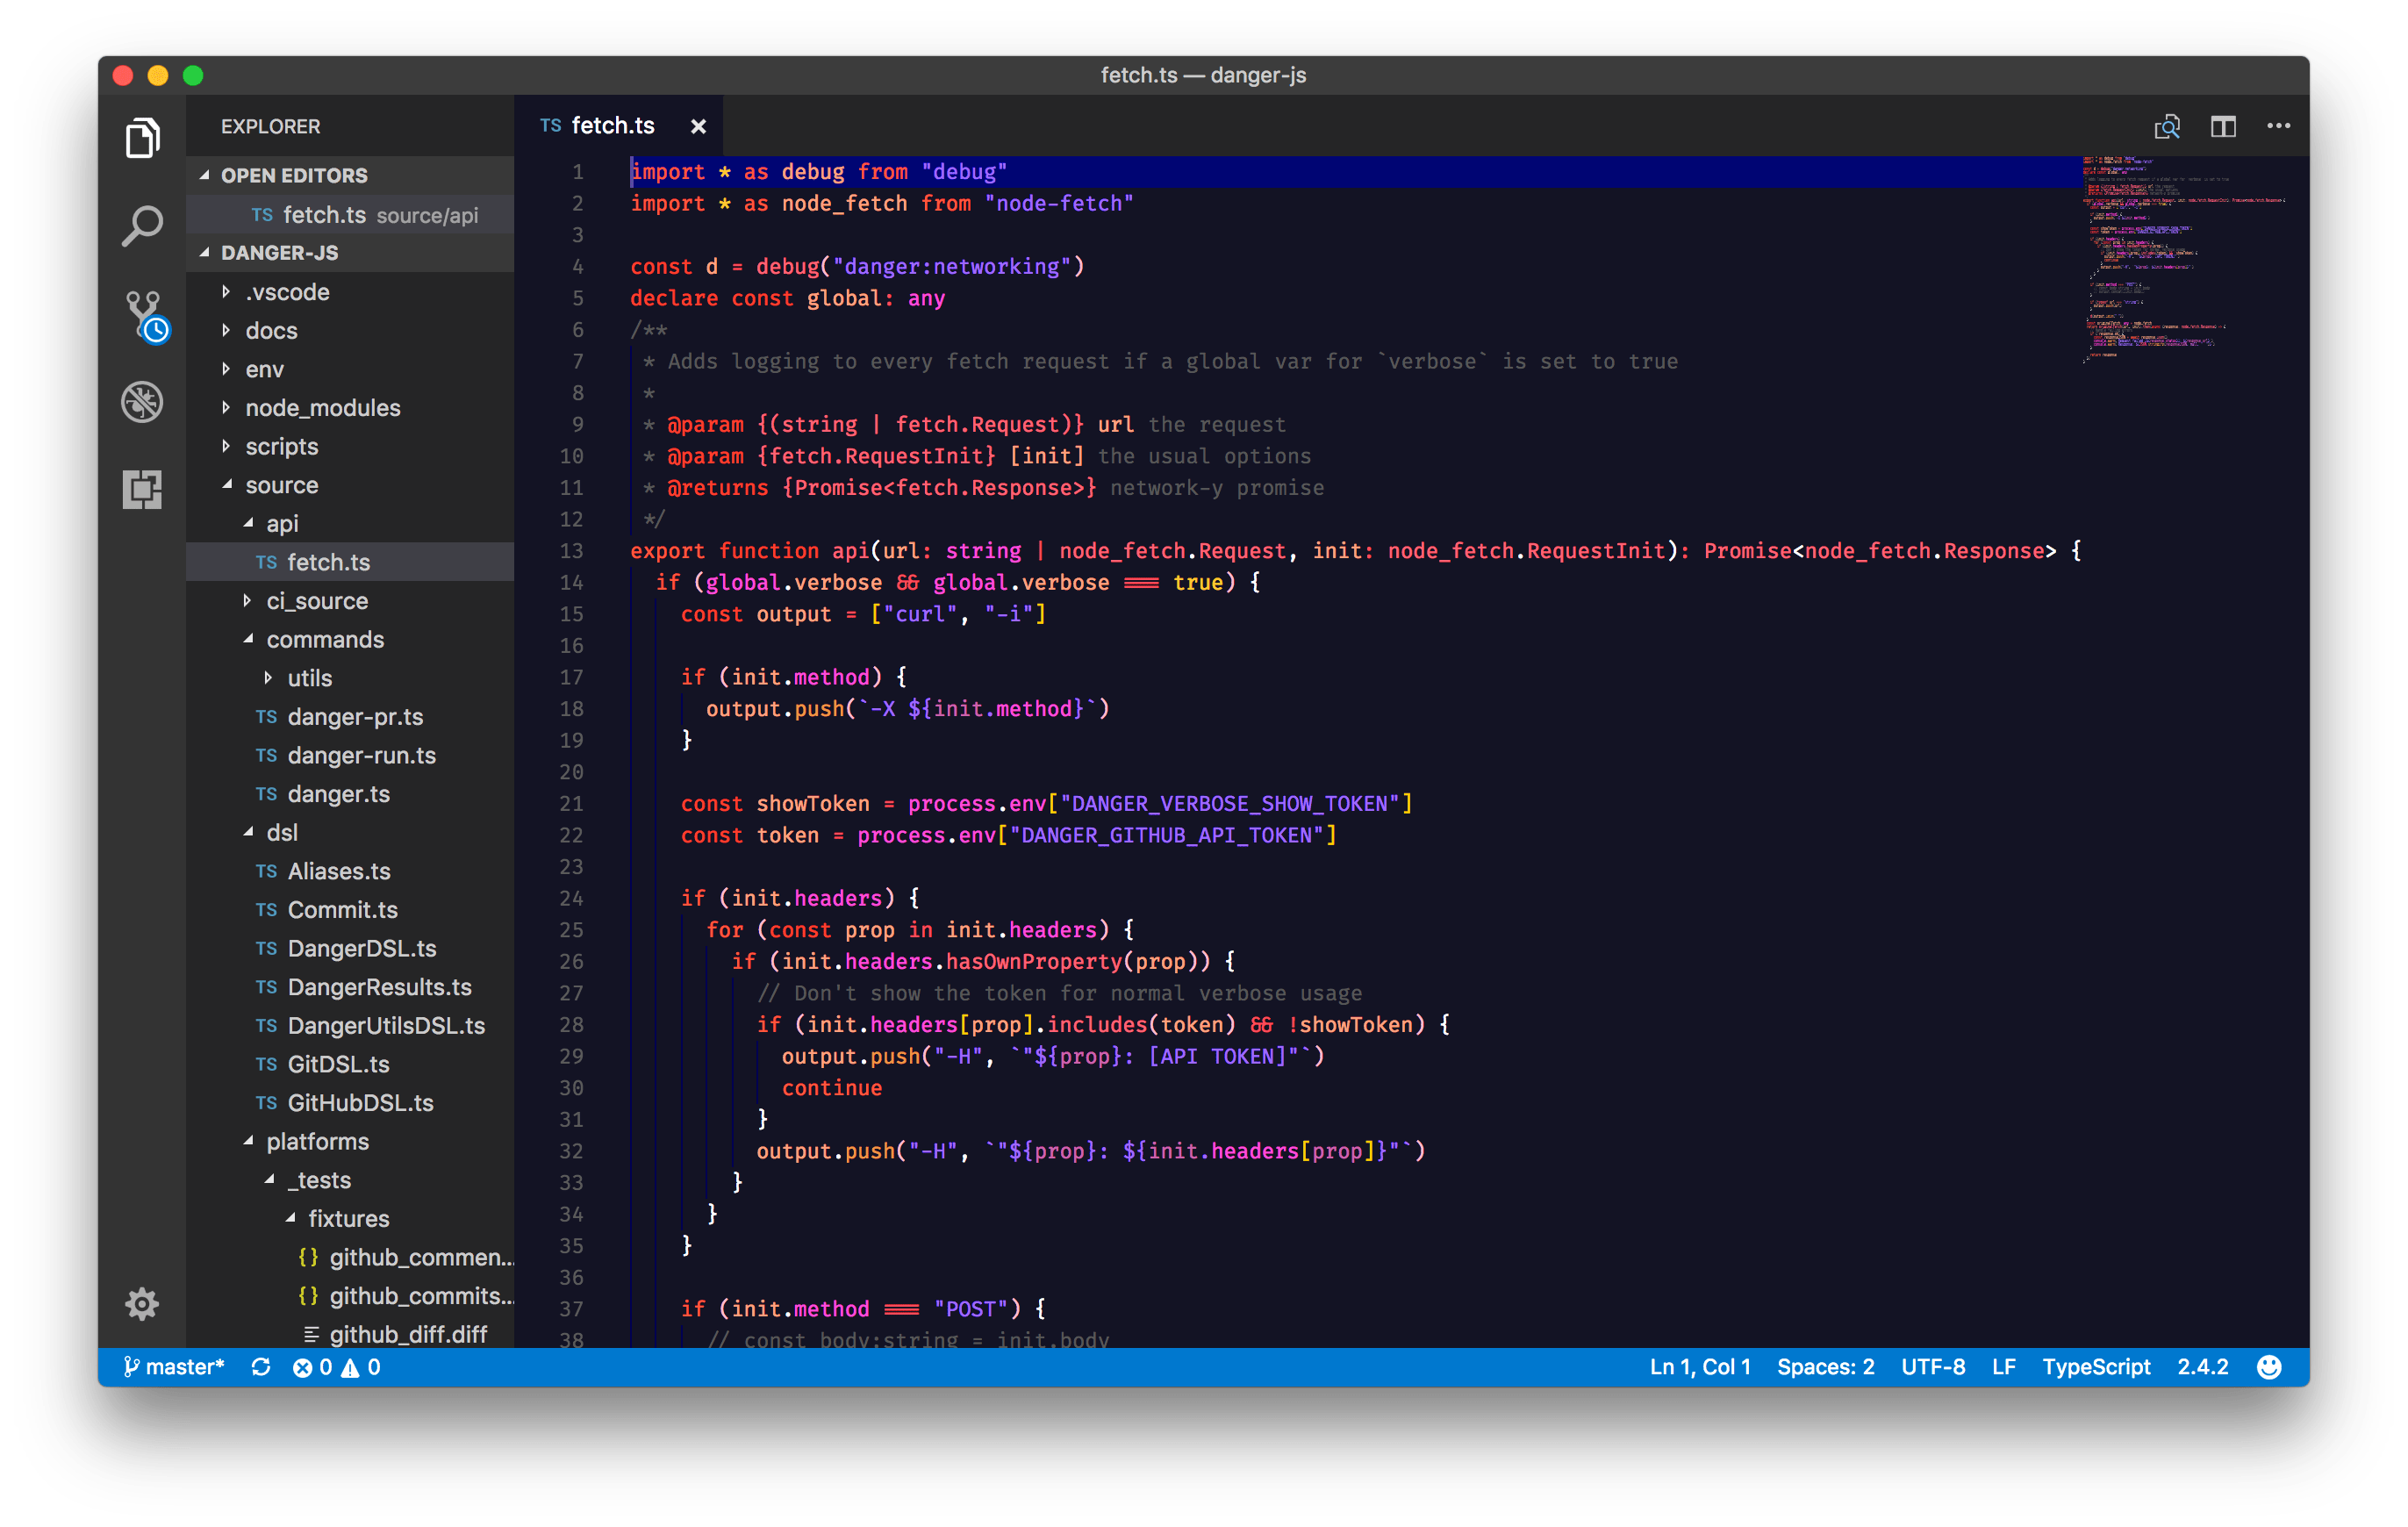 fetch.ts — danger-js
EXPLORER
OPEN EDITORS
TS fetch.ts source/api
DANGER-JS
.vscode
docs
env
node_modules
scripts
source
api
TS fetch.ts
ci_source
commands
utils
TS danger-pr.ts
TS danger-run.ts
TS danger.ts
dsl
TS Aliases.ts
TS Commit.ts
TS DangerDSL.ts
TS DangerResults.ts
TS DangerUtilsDSL.ts
TS GitDSL.ts
TS GitHubDSL.ts
platforms
_tests
fixtures
{} github_commen...
{} github_commits...
github_diff.diff
TS fetch.ts ×
1 import * as debug from "debug"
2 import * as node_fetch from "node-fetch"
3
4 const d = debug("danger:networking")
5 declare const global: any
6 /**
7 * Adds logging to every fetch request if a global var for `verbose` is set to true
8 *
9 * @param {(string | fetch.Request)} url the request
10 * @param {fetch.RequestInit} [init] the usual options
11 * @returns {Promise<fetch.Response>} network-y promise
12 */
13 export function api(url: string | node_fetch.Request, init: node_fetch.RequestInit): Promise<node_fetch.Response> {
14 if (global.verbose && global.verbose === true) {
15 const output = ["curl", "-i"]
16
17 if (init.method) {
18 output.push(`-X ${init.method}`)
19 }
20
21 const showToken = process.env["DANGER_VERBOSE_SHOW_TOKEN"]
22 const token = process.env["DANGER_GITHUB_API_TOKEN"]
23
24 if (init.headers) {
25 for (const prop in init.headers) {
26 if (init.headers.hasOwnProperty(prop)) {
27 // Don't show the token for normal verbose usage
28 if (init.headers[prop].includes(token) && !showToken) {
29 output.push("-H", `"${prop}: [API TOKEN]"`)
30 continue
31 }
32 output.push("-H", `"${prop}: ${init.headers[prop]}"`)
33 }
34 }
35 }
36
37 if (init.method === "POST") {
38 // const body:string = init.body
master* 0 0
Ln 1, Col 1 Spaces: 2 UTF-8 LF TypeScript 2.4.2